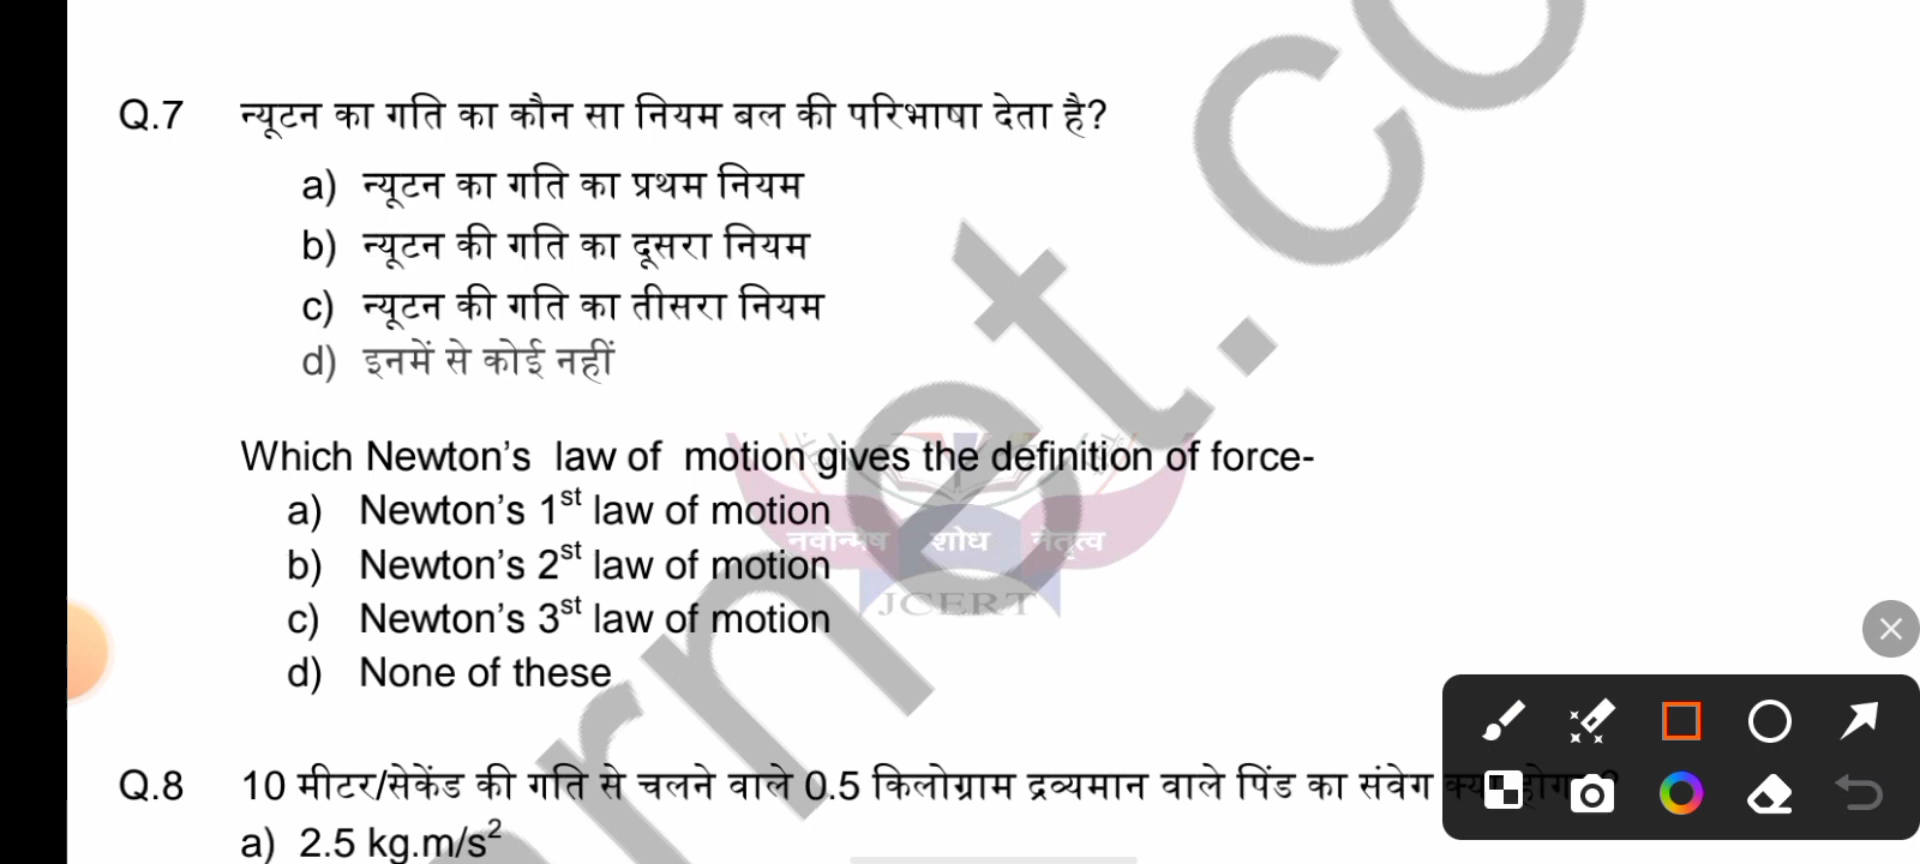 Q.7 न्यूटन का गति का कौन सा नियम बल की परिभाषा देता है?
a) न्यूटन का गति का प्रथम नियम
b) न्यूटन की गति का दूसरा नियम
c) न्यूटन की गति का तीसरा नियम
d) इनमें से कोई नहीं
Which Newton's law of motion gives the definition of force-
a) Newton's 1st law of motion
b) Newton's 2st law of motion
c) Newton's 3st law of motion
d) None of these
नवोन्मेष शोध नेतृत्व
JCERT
rnet.co
Q.8 10 मीटर/सेकेंड की गति से चलने वाले 0.5 किलोग्राम द्रव्यमान वाले पिंड का संवेग
a) 2.5 kg.m/s2